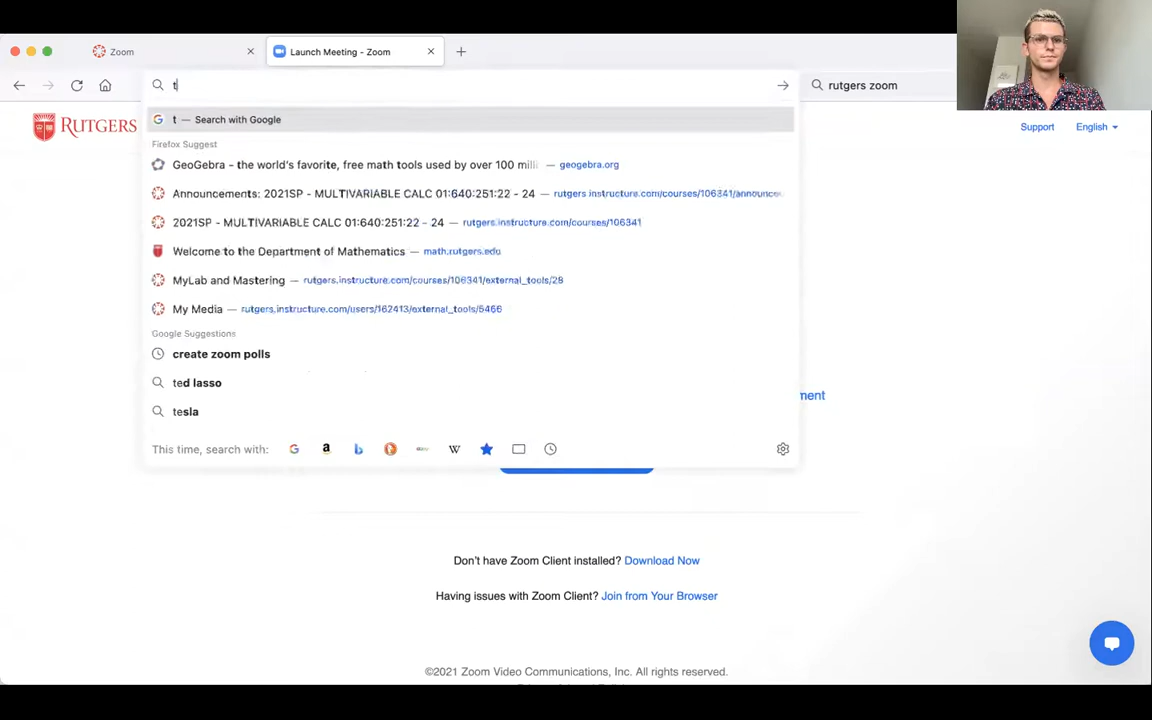 Zoom
Launch Meeting - Zoom
t
rutgers zoom
RUTGERS
Support
English
t — Search with Google
Firefox Suggest
GeoGebra - the world's favorite, free math tools used by over 100 milli — geogebra.org
Announcements: 2021SP - MULTIVARIABLE CALC 01:640:251:22 - 24 — rutgers.instructure.com/courses/106341/announce
2021SP - MULTIVARIABLE CALC 01:640:251:22 - 24 — rutgers.instructure.com/courses/106341
Welcome to the Department of Mathematics — math.rutgers.edu
MyLab and Mastering — rutgers.instructure.com/courses/106341/external_tools/28
My Media — rutgers.instructure.com/users/162413/external_tools/5466
Google Suggestions
create zoom polls
ted lasso
ment
tesla
This time, search with:
Don't have Zoom Client installed? Download Now
Having issues with Zoom Client? Join from Your Browser
©2021 Zoom Video Communications, Inc. All rights reserved.